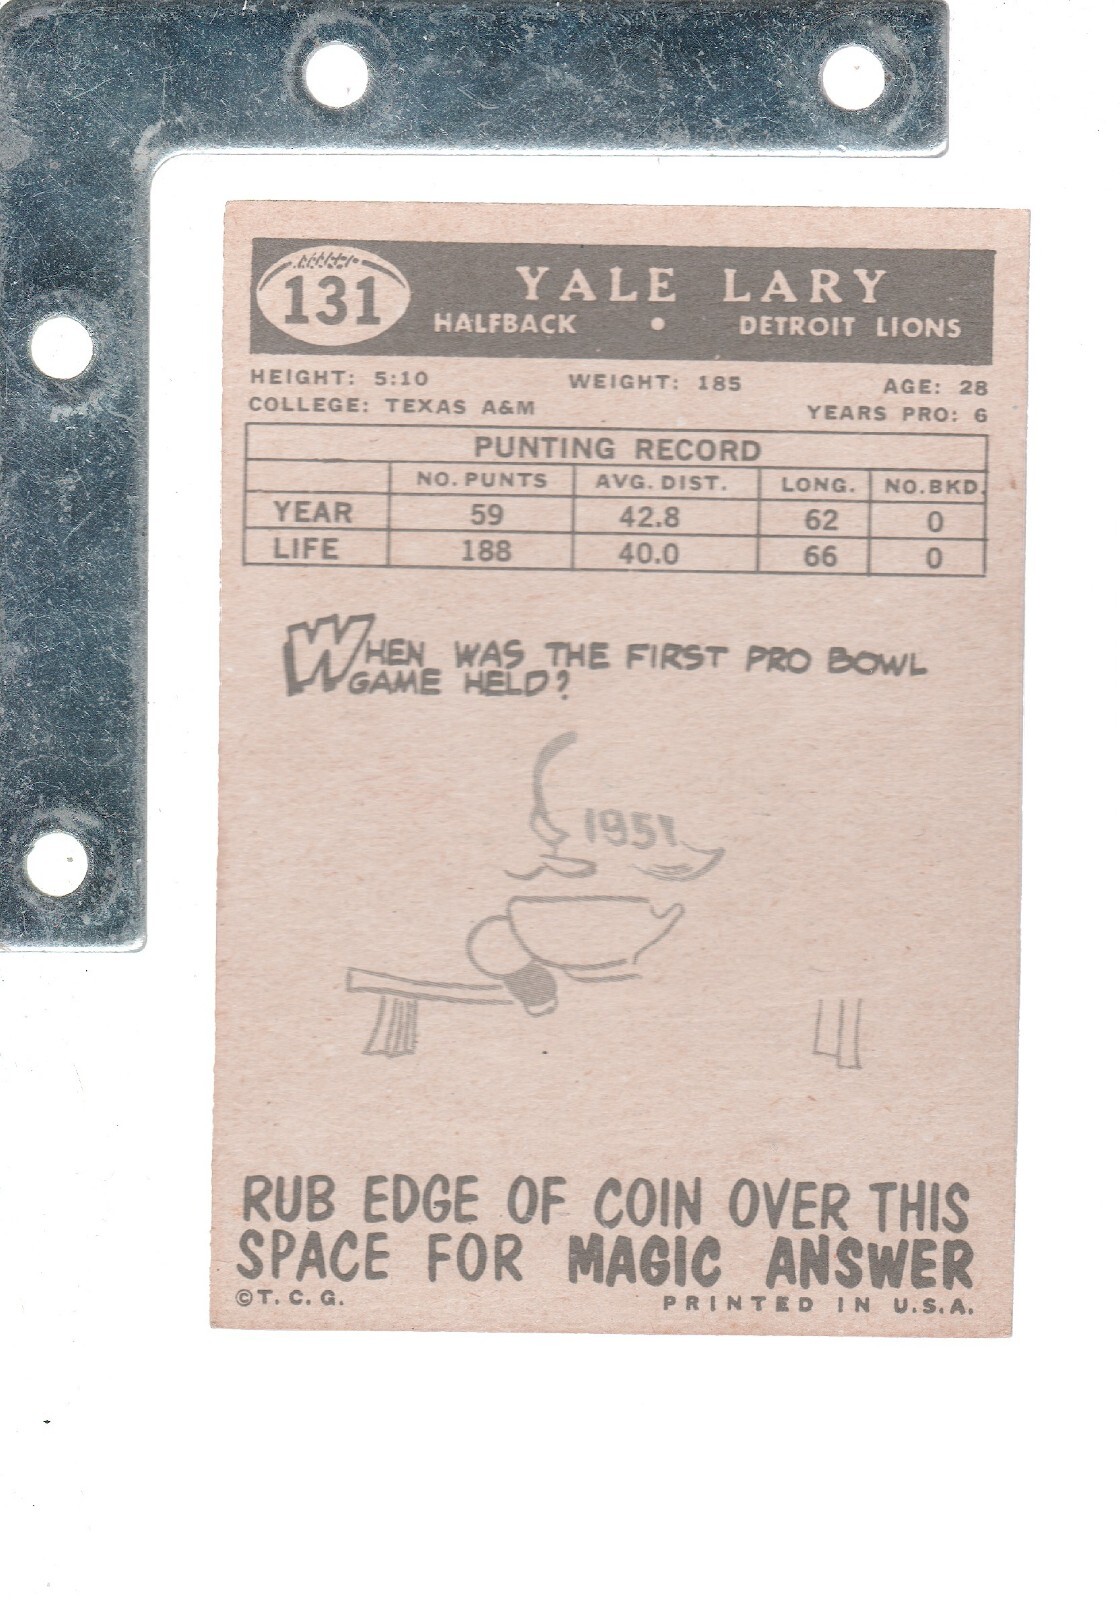 131
YALE LARY
HALFBACK • DETROIT LIONS
HEIGHT: 5:10 WEIGHT: 185 AGE: 28
COLLEGE: TEXAS A&M YEARS PRO: 6
PUNTING RECORD
NO. PUNTS AVG. DIST. LONG. NO. BKD.
YEAR 59 42.8 62 0
LIFE 188 40.0 66 0
WHEN WAS THE FIRST PRO BOWL
GAME HELD?
1951
RUB EDGE OF COIN OVER THIS
SPACE FOR MAGIC ANSWER
©T. C. G. PRINTED IN U.S.A.